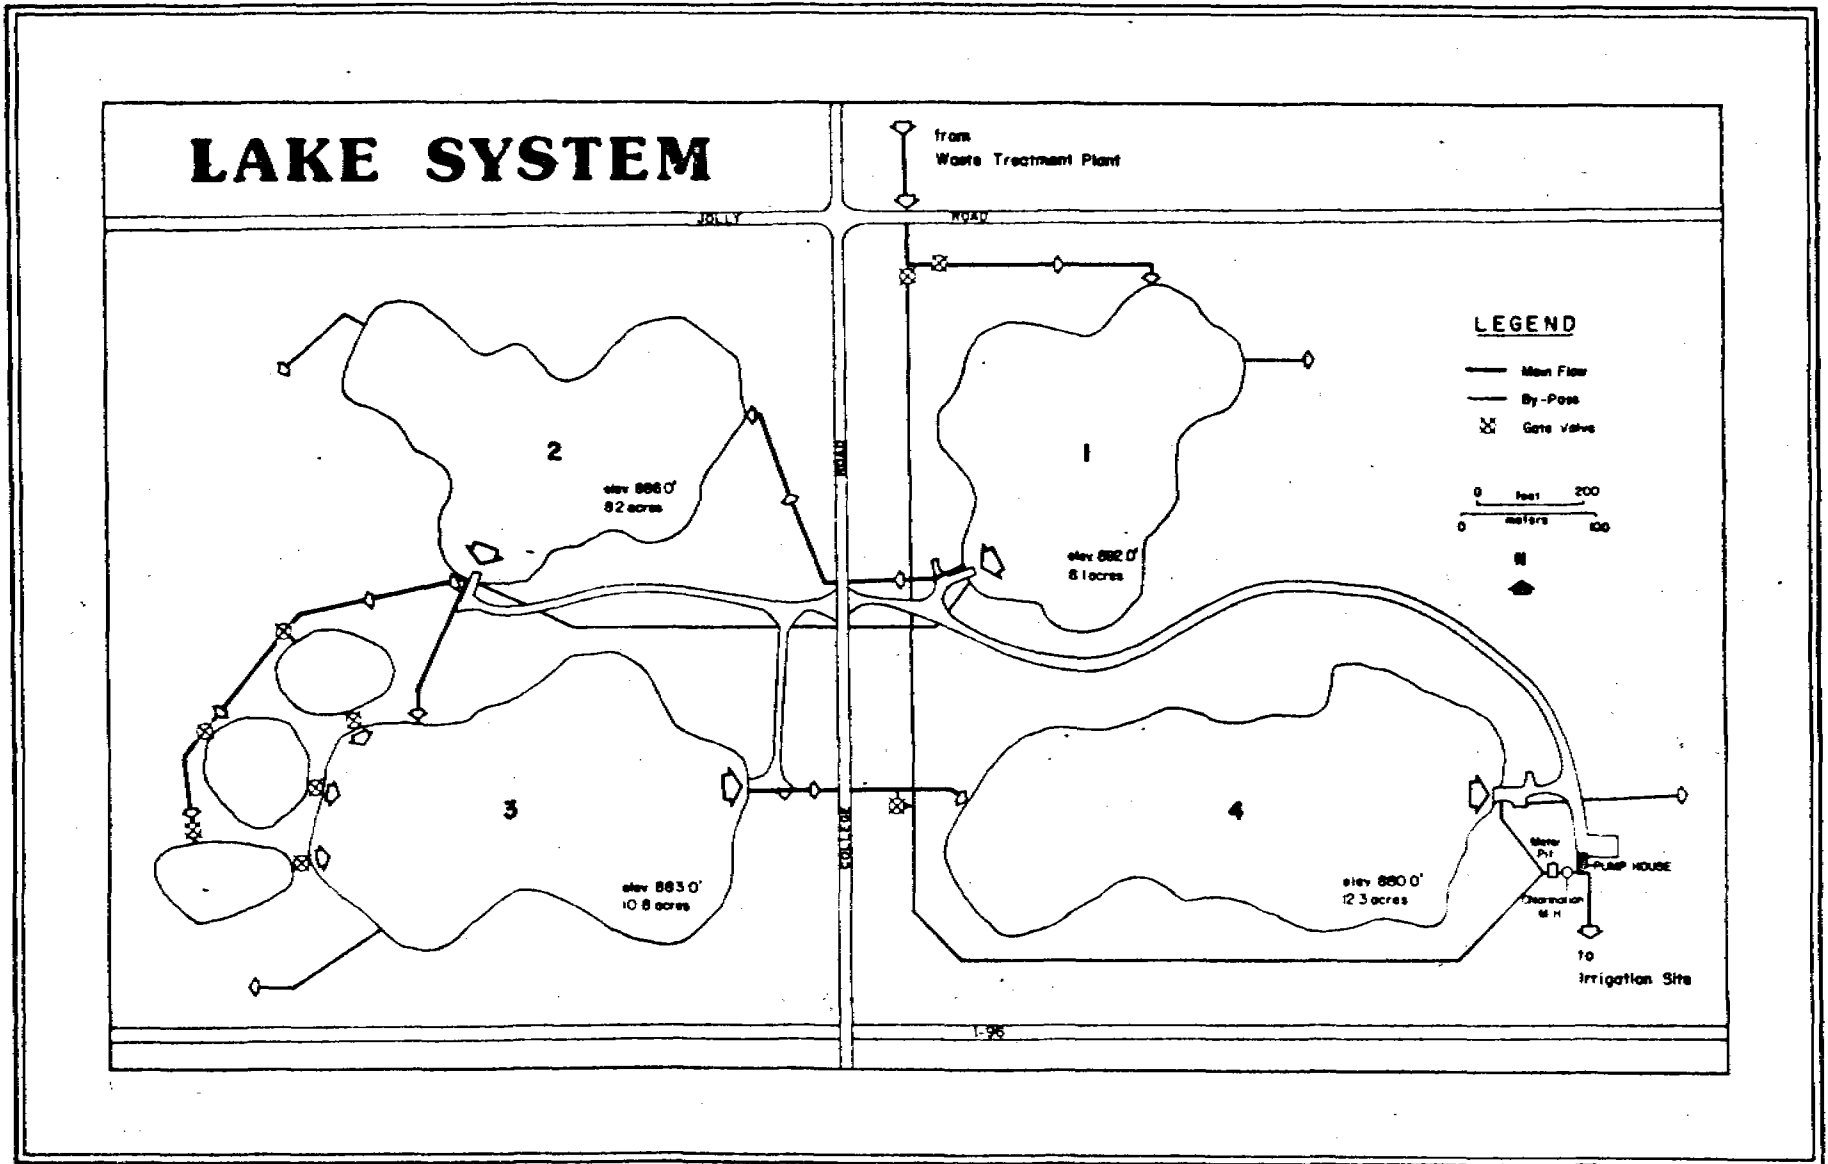 LAKE SYSTEM
from
Waste Treatment Plant
JOLLY
ROAD
LEGEND
Main Flow
By-Pass
Gate Valve
0 feet 200
meters
0 100
N
2
elev 886.0'
8.2 acres
1
elev 892.0'
8.1 acres
ROAD
3
elev 883.0'
10.8 acres
COLLEGE
4
elev 880.0'
12.3 acres
Meter
Pit
PUMP HOUSE
M H
to
Irrigation Site
I-96